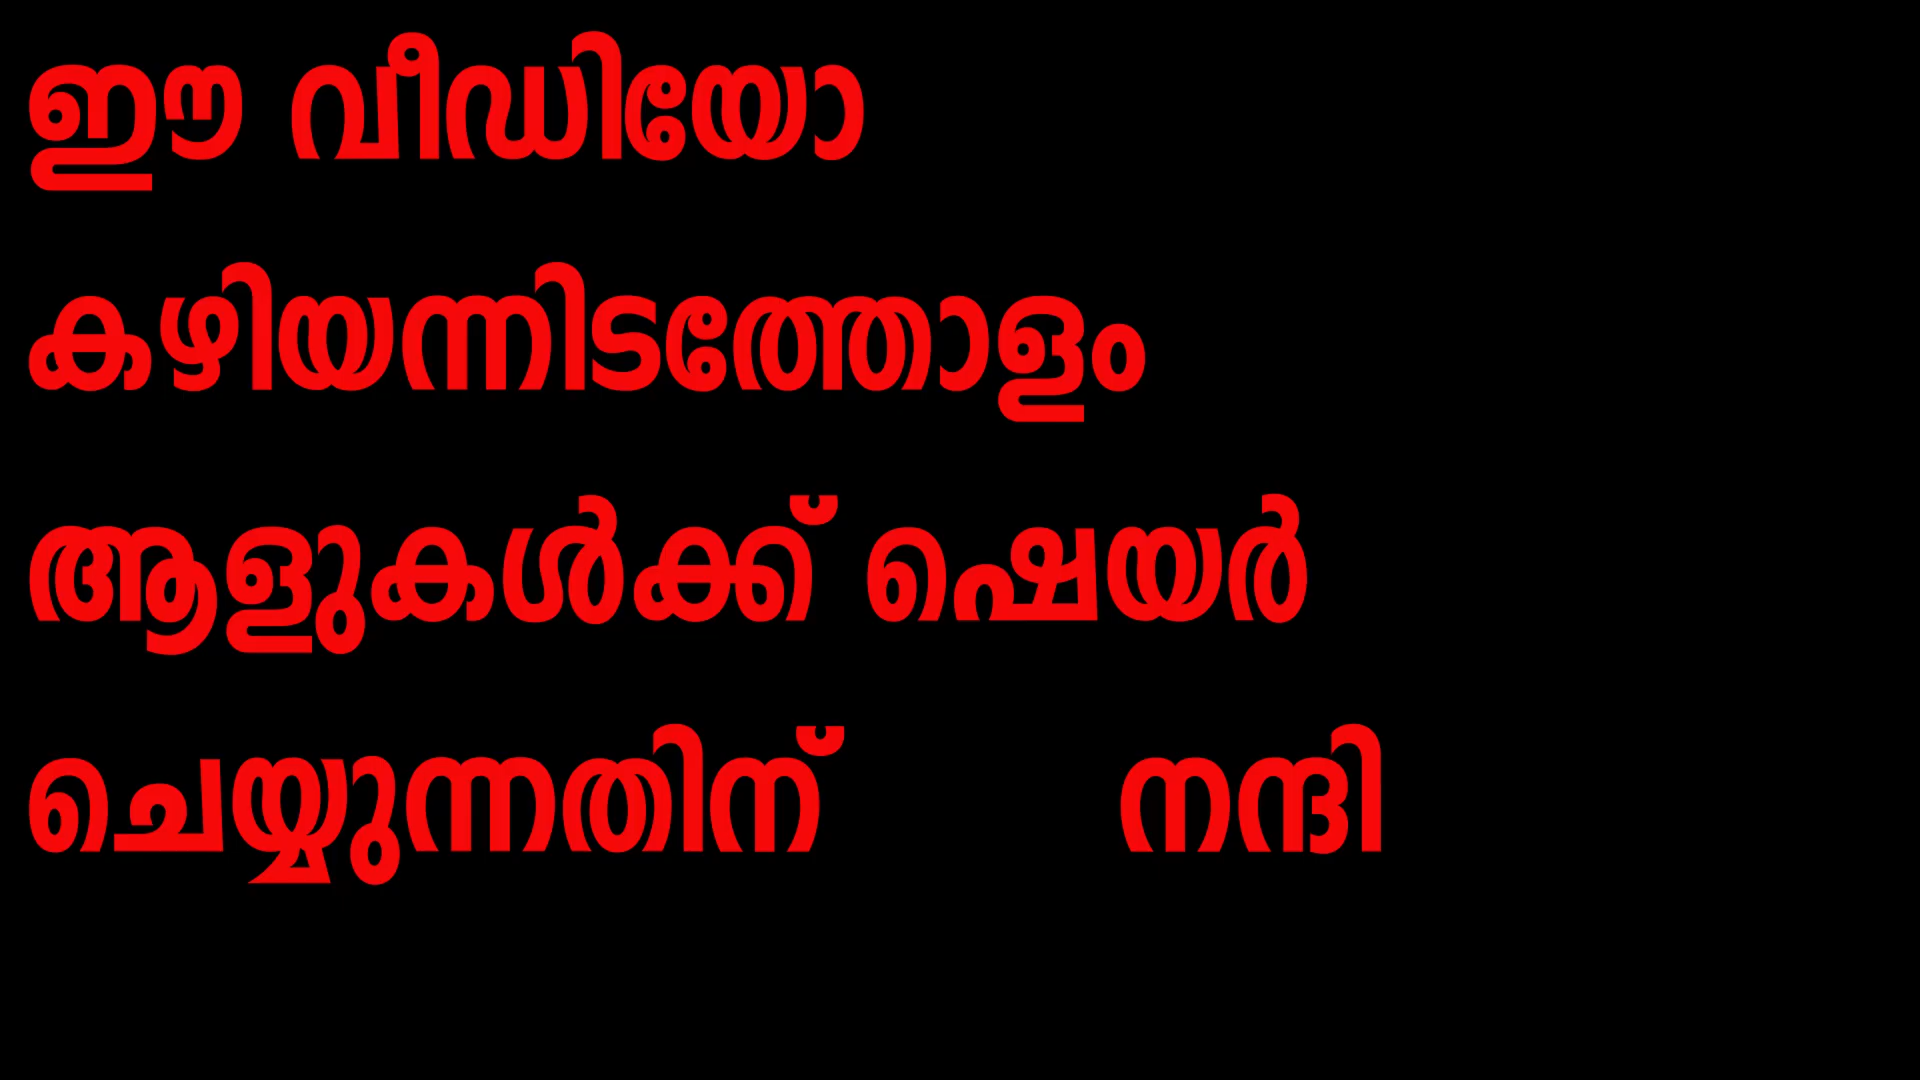 ഈ വീഡിയോ
കഴിയന്നിടത്തോളം
ആളുകൾക്ക് ഷെയർ
ചെയ്യുന്നതിന് നന്ദി